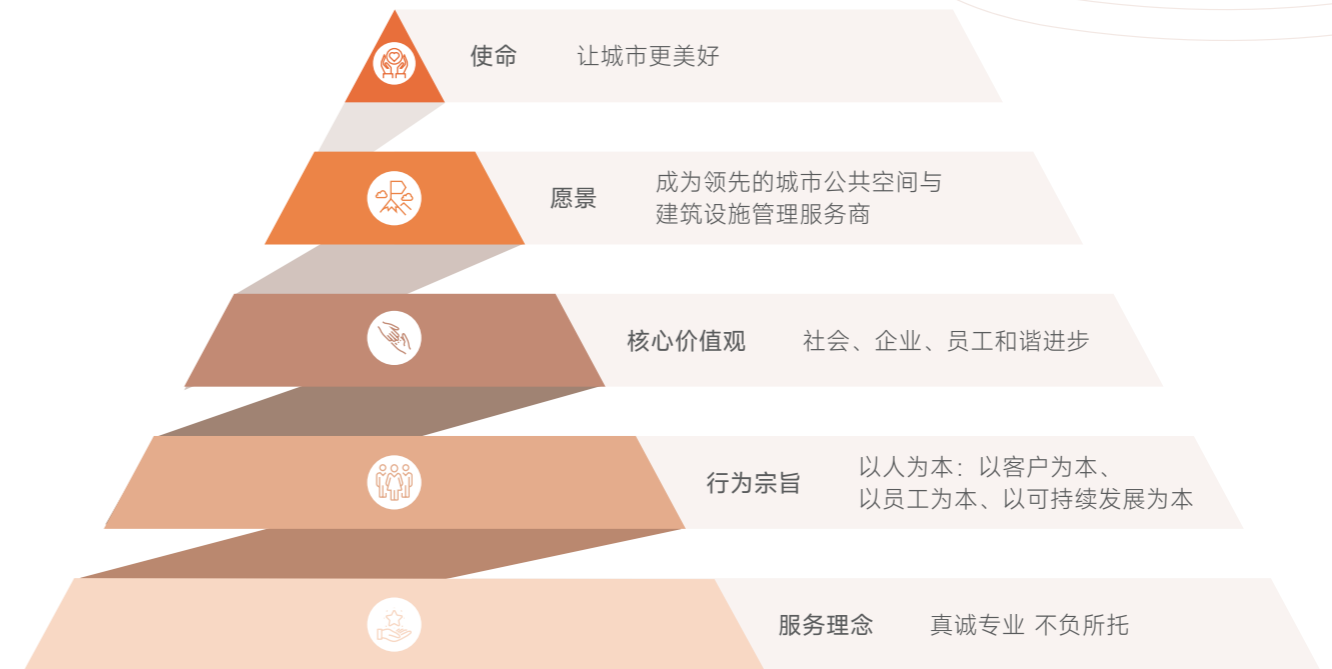 使命 让城市更美好
愿景 成为领先的城市公共空间与
建筑设施管理服务商
核心价值观 社会、企业、员工和谐进步
行为宗旨 以人为本：以客户为本、
以员工为本、以可持续发展为本
服务理念 真诚专业 不负所托